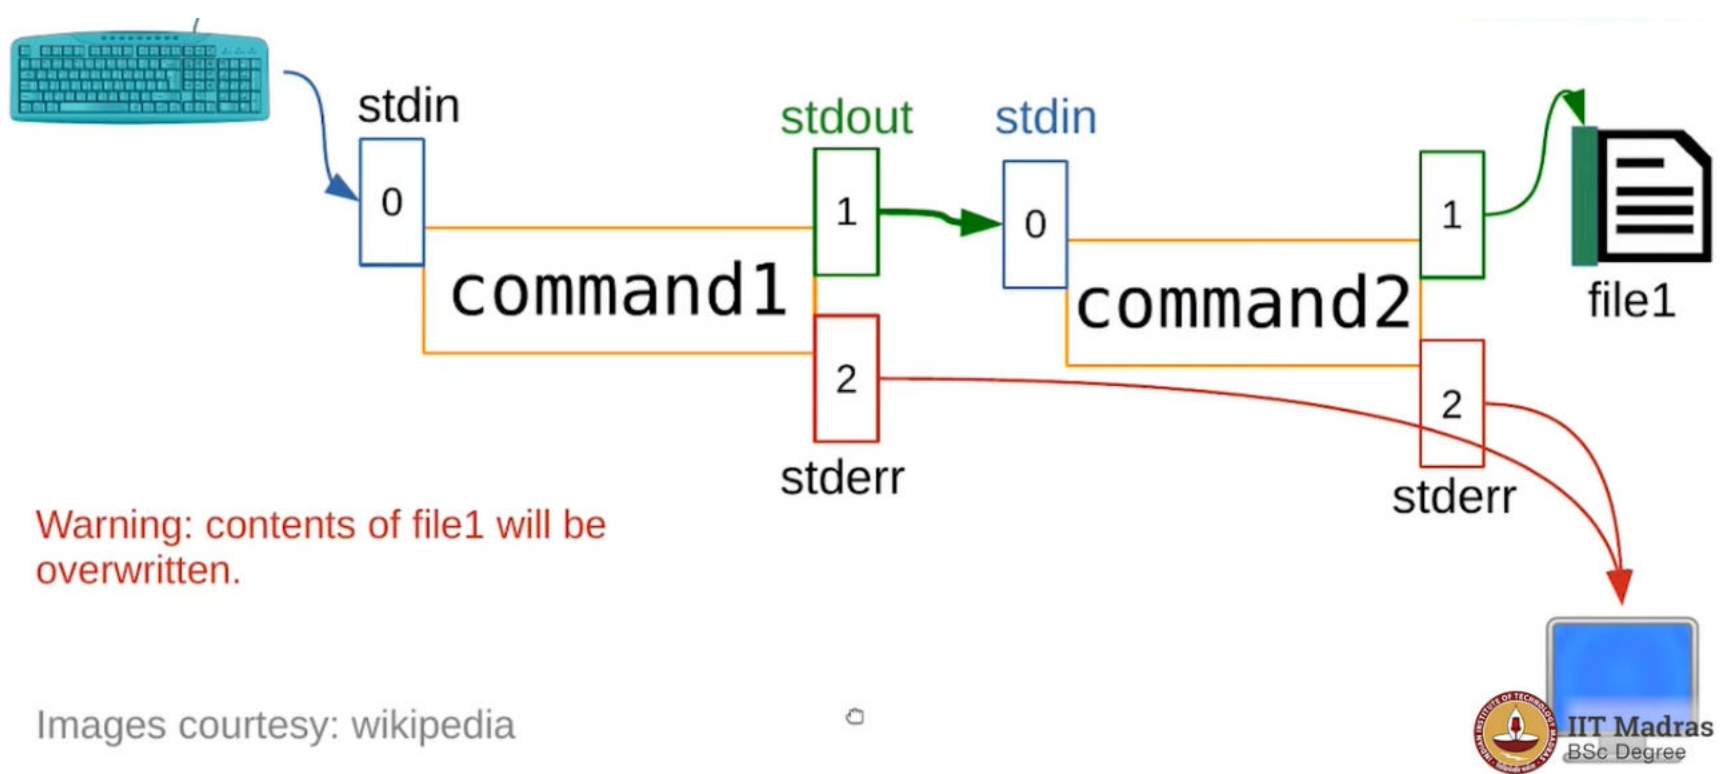 stdin
stdout
stdin
0
1
0
1
command1
command2
file1
2
2
stderr
stderr
Warning: contents of file1 will be
overwritten.
Images courtesy: wikipedia
IIT Madras
BSc Degree